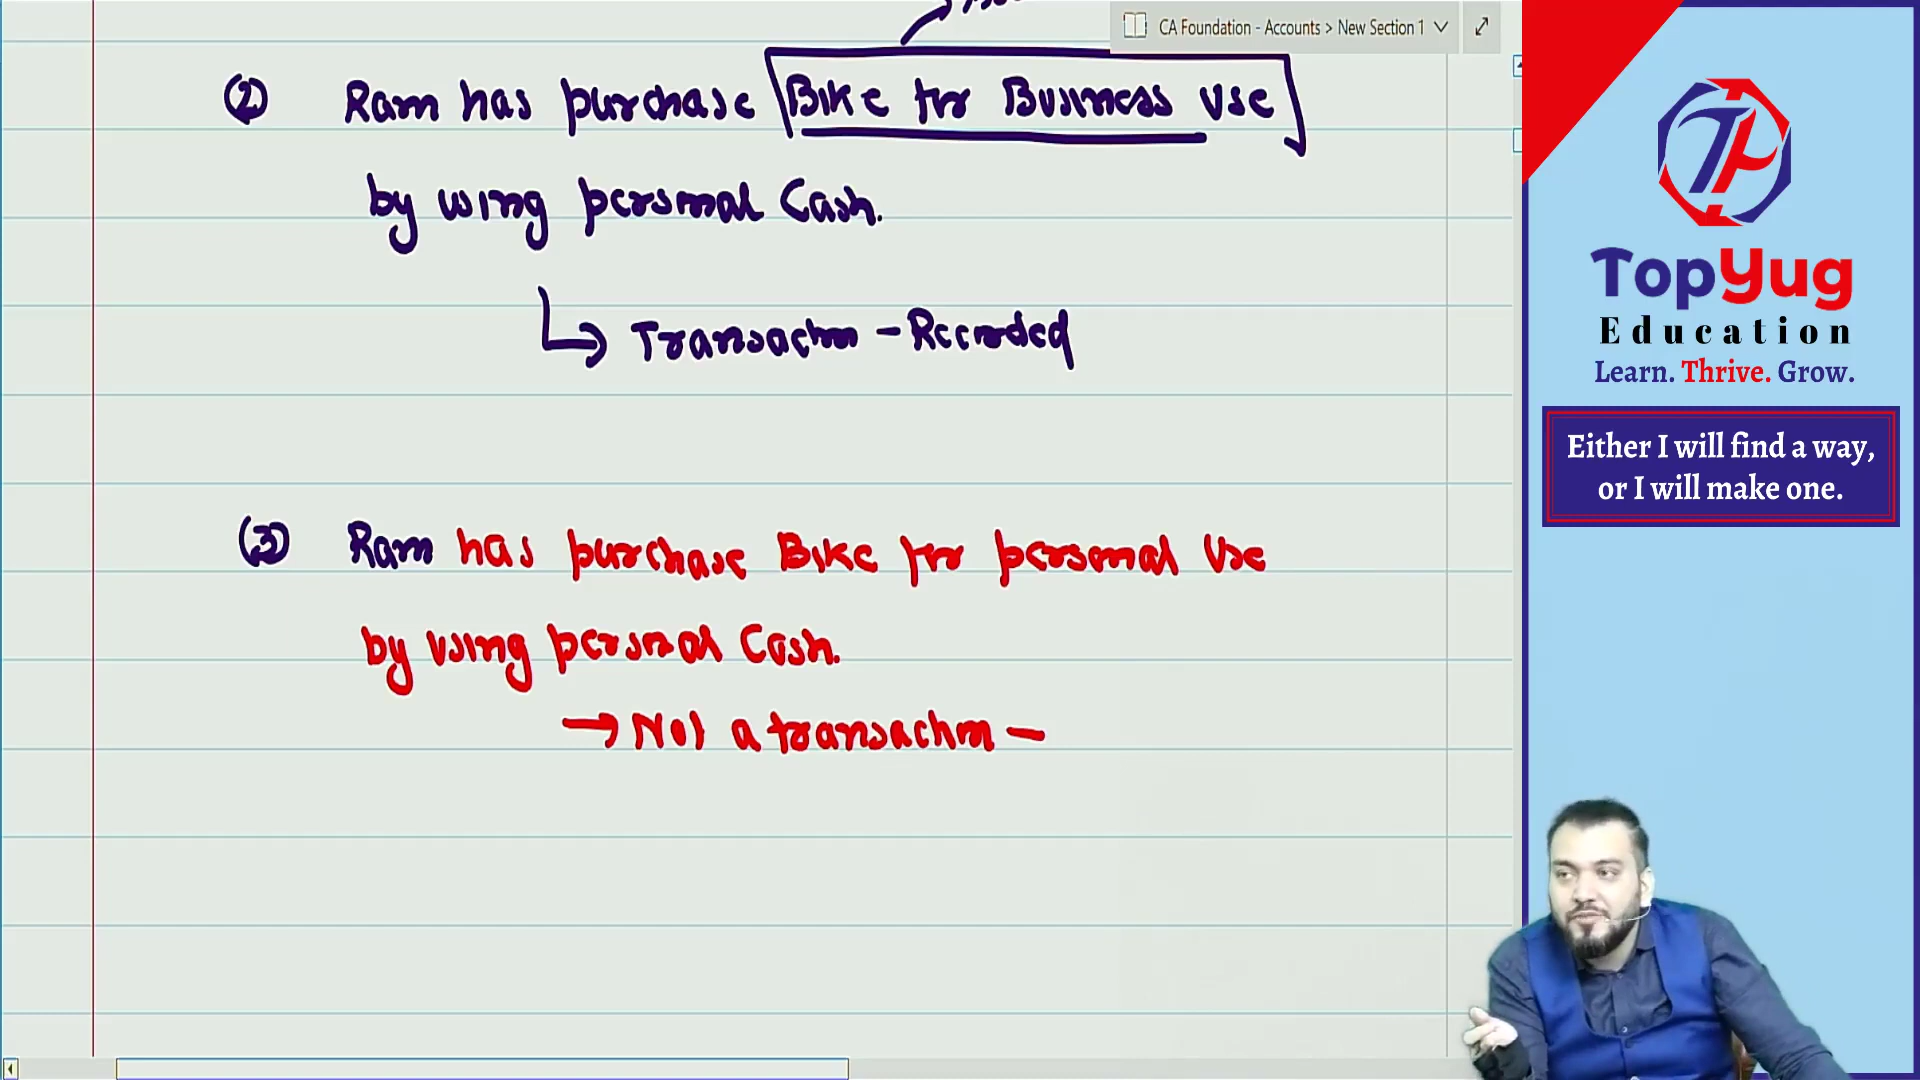 CA Foundation - Accounts > New Section 1
(2) Ram has purchase Bike for Business Use
by using personal Cash.
Transaction - Recorded
(3) Ram has purchase Bike for personal Use
by using personal Cash.
→ Not a transaction -
TopYug
Education
Learn. Thrive. Grow.
Either I will find a way,
or I will make one.